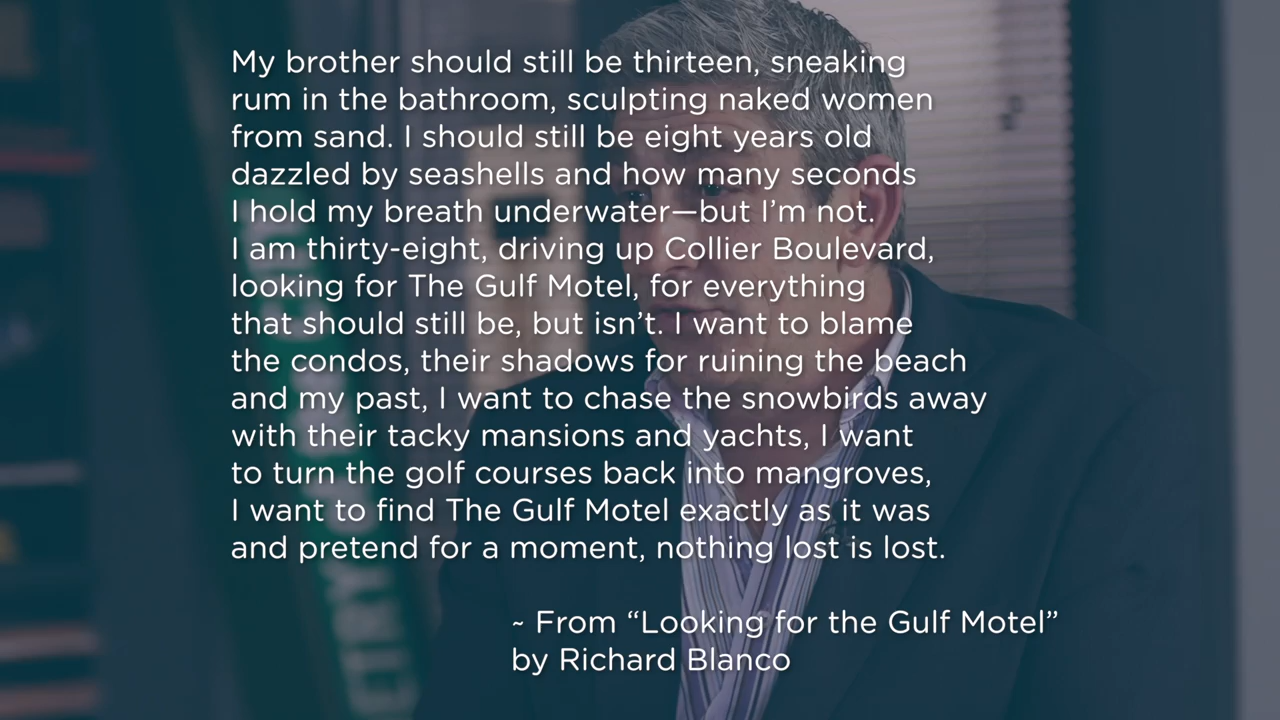 My brother should still be thirteen, sneaking
rum in the bathroom, sculpting naked women
from sand. I should still be eight years old
dazzled by seashells and how many seconds
I hold my breath underwater—but I’m not.
I am thirty-eight, driving up Collier Boulevard,
looking for The Gulf Motel, for everything
that should still be, but isn’t. I want to blame
the condos, their shadows for ruining the beach
and my past, I want to chase the snowbirds away
with their tacky mansions and yachts, I want
to turn the golf courses back into mangroves,
I want to find The Gulf Motel exactly as it was
and pretend for a moment, nothing lost is lost.
~ From “Looking for the Gulf Motel”
by Richard Blanco